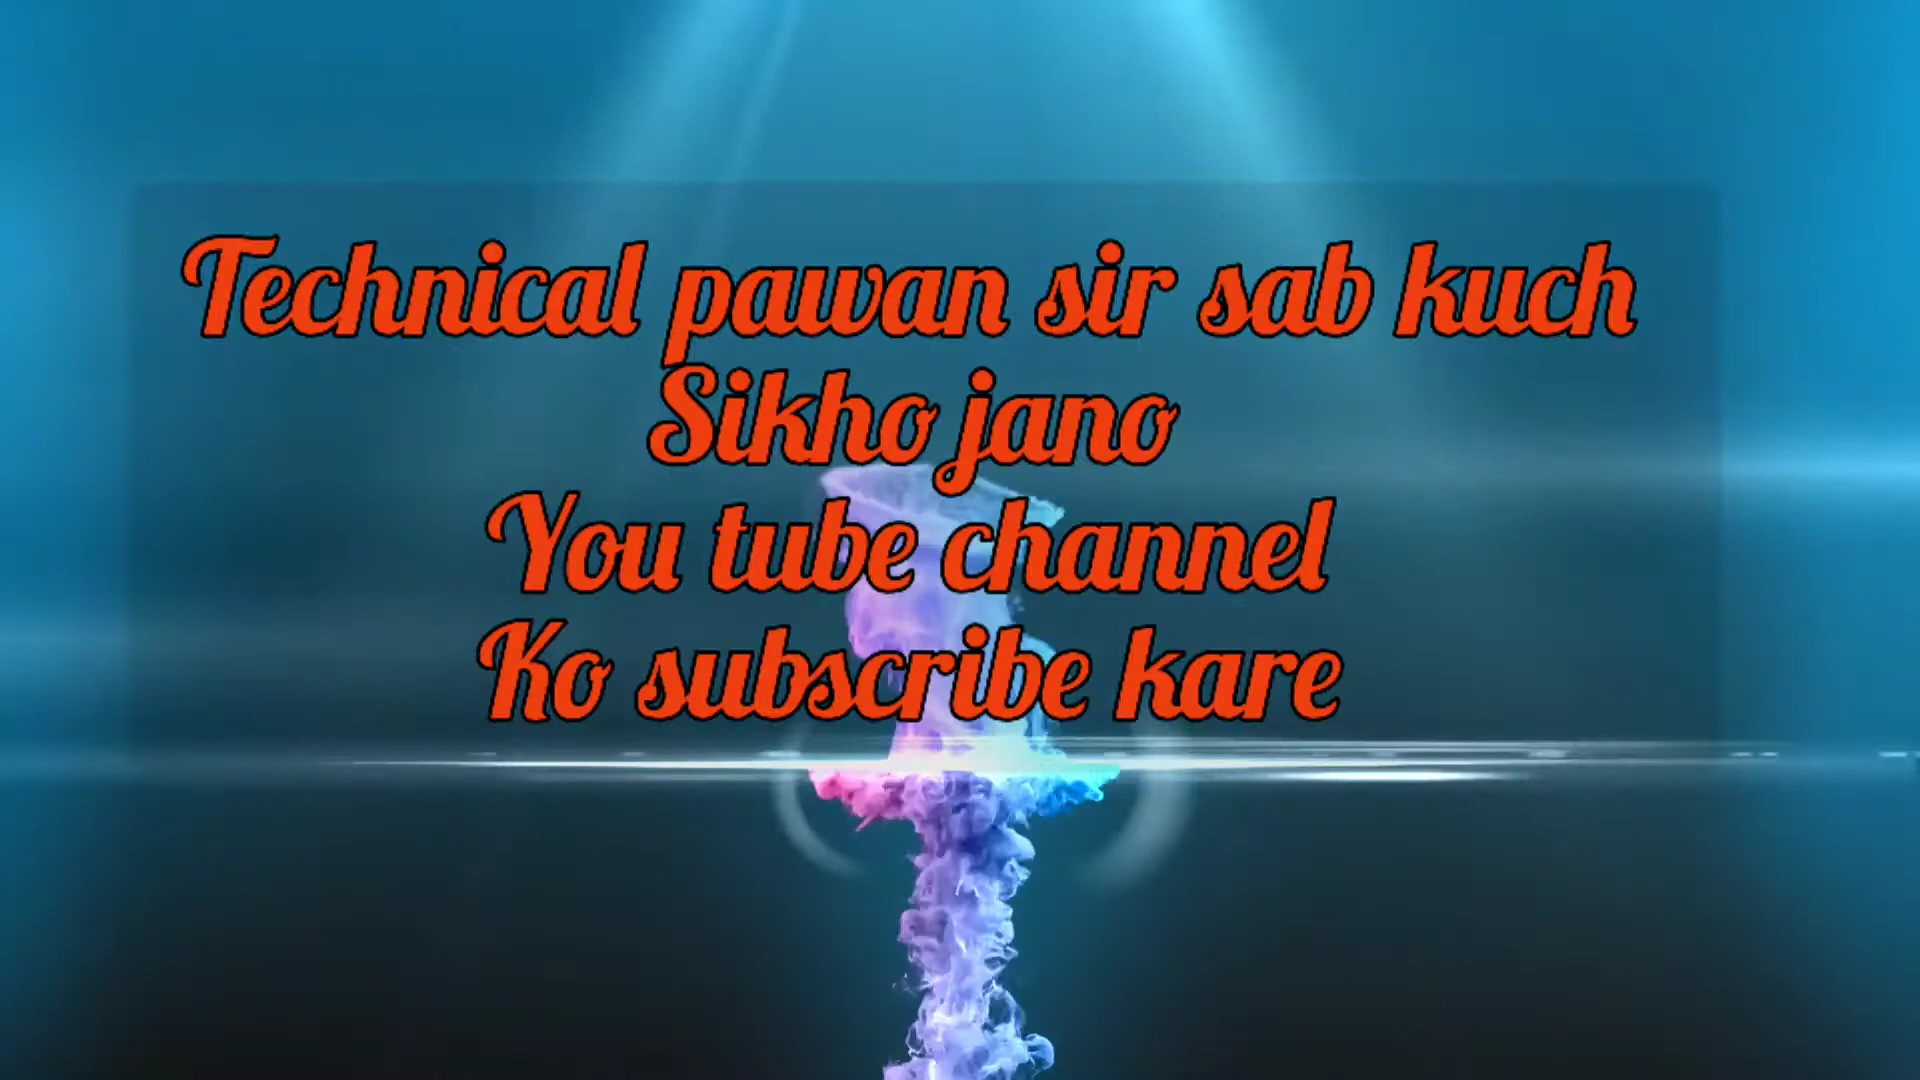 Technical pawan sir sab kuch
Sikho jano
You tube channel
Ko subscribe kare